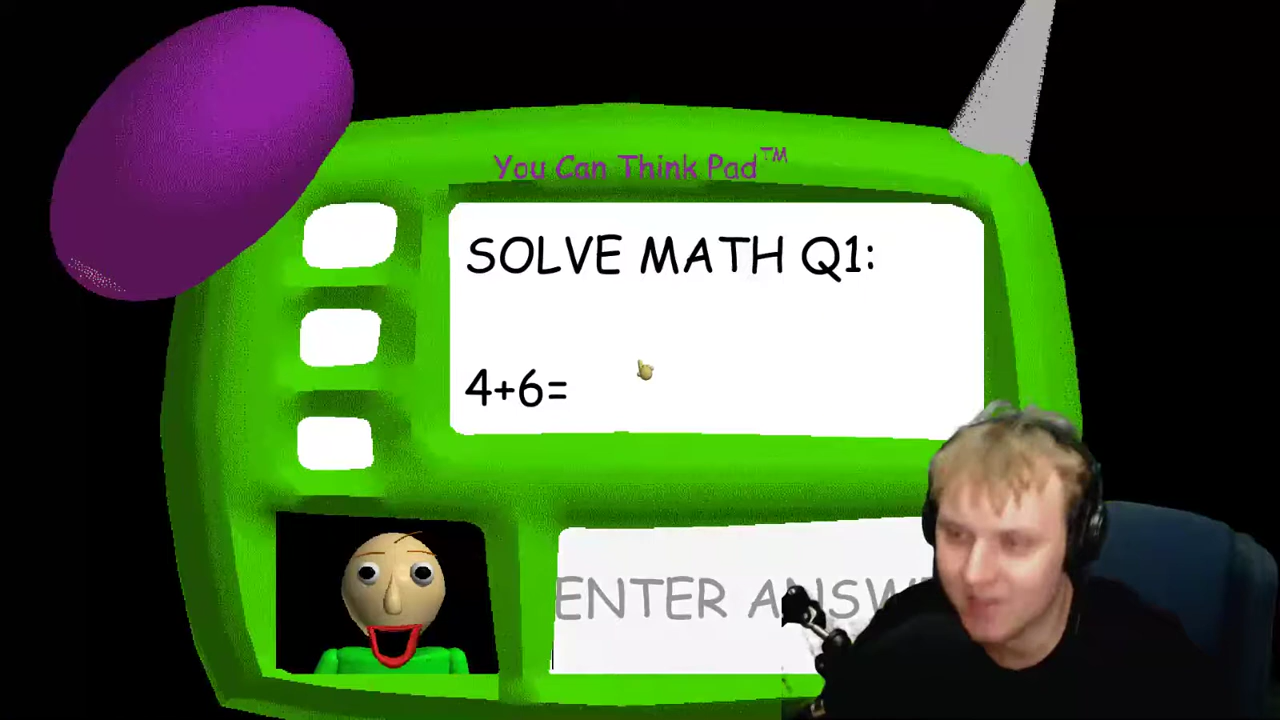 You Can Think Pad™
SOLVE MATH Q1:
4+6=
ENTER